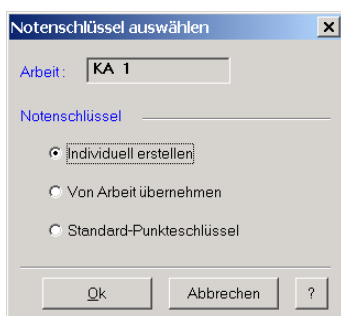 Notenschlüssel auswählen
Arbeit: KA 1
Notenschlüssel
Individuell erstellen
Von Arbeit übernehmen
Standard-Punkteschlüssel
Ok Abbrechen ?